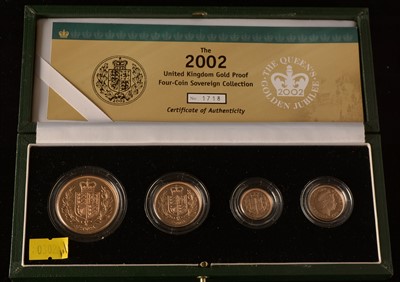 The
2002
United Kingdom Gold Proof
Four-Coin Sovereign Collection
No 1718
Certificate of Authenticity
THE QUEEN'S
2002
GOLDEN JUBILEE